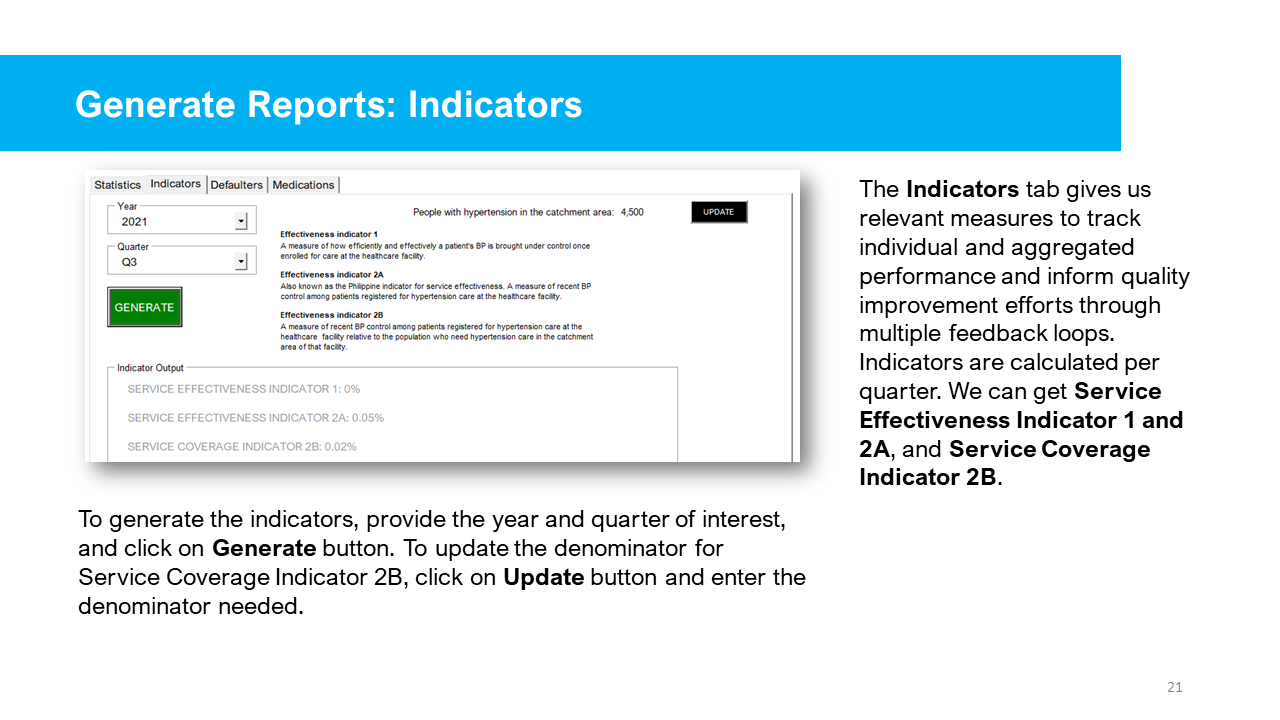 Generate Reports: Indicators
Statistics Indicators Defaulters Medications
Year
2021
People with hypertension in the catchment area: 4,500
UPDATE
Quarter
Q3
GENERATE
Effectiveness indicator 1
A measure of how efficiently and effectively a patient's BP is brought under control once
enrolled for care at the healthcare facility.
Effectiveness indicator 2A
Also known as the Philippine indicator for service effectiveness. A measure of recent BP
control among patients registered for hypertension care at the healthcare facility.
Effectiveness indicator 2B
A measure of recent BP control among patients registered for hypertension care at the
healthcare facility relative to the population who need hypertension care in the catchment
area of that facility.
Indicator Output
SERVICE EFFECTIVENESS INDICATOR 1: 0%
SERVICE EFFECTIVENESS INDICATOR 2A: 0.05%
SERVICE COVERAGE INDICATOR 2B: 0.02%
The Indicators tab gives us
relevant measures to track
individual and aggregated
performance and inform quality
improvement efforts through
multiple feedback loops.
Indicators are calculated per
quarter. We can get Service
Effectiveness Indicator 1 and
2A, and Service Coverage
Indicator 2B.
To generate the indicators, provide the year and quarter of interest,
and click on Generate button. To update the denominator for
Service Coverage Indicator 2B, click on Update button and enter the
denominator needed.
21